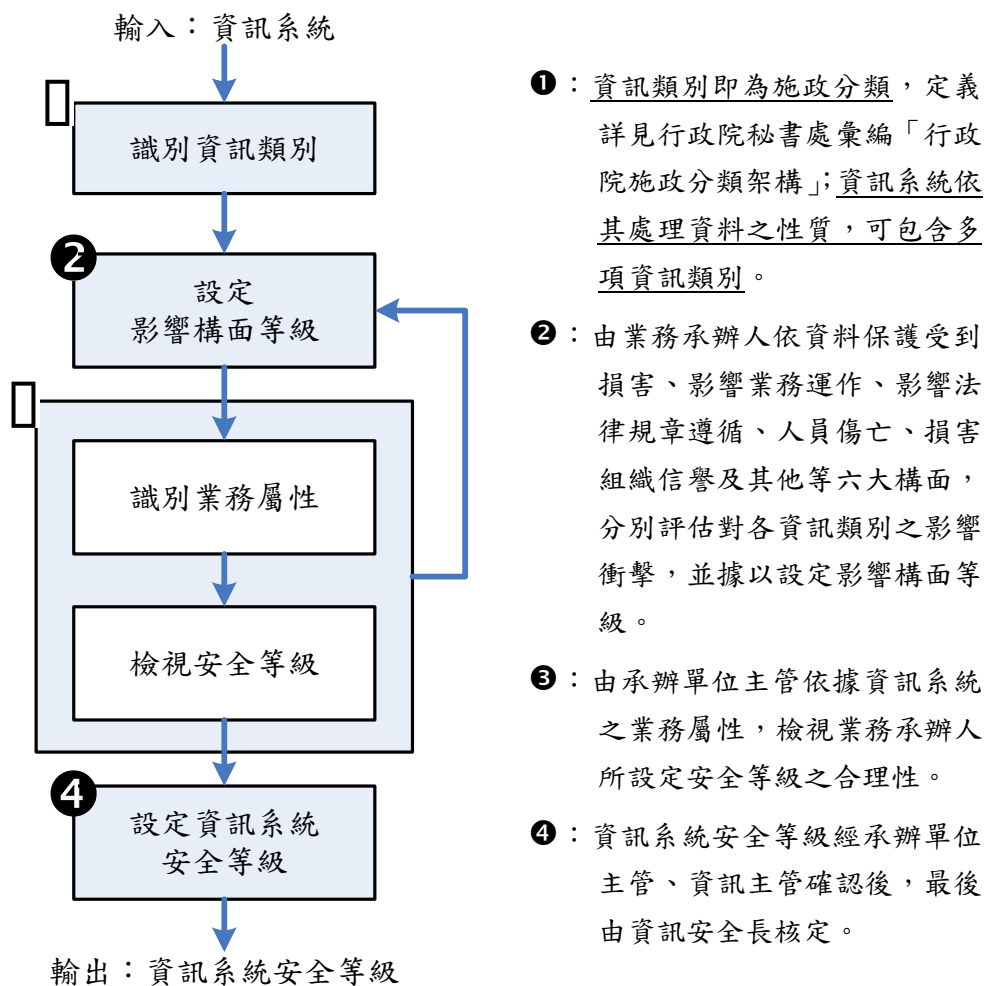 輸入：資訊系統
識別資訊類別
❷
設定
影響構面等級
識別業務屬性
檢視安全等級
❹
設定資訊系統
安全等級
輸出：資訊系統安全等級
❶：資訊類別即為施政分類，定義
詳見行政院秘書處彙編「行政
院施政分類架構」；資訊系統依
其處理資料之性質，可包含多
項資訊類別。
❷：由業務承辦人依資料保護受到
損害、影響業務運作、影響法
律規章遵循、人員傷亡、損害
組織信譽及其他等六大構面，
分別評估對各資訊類別之影響
衝擊，並據以設定影響構面等
級。
❸：由承辦單位主管依據資訊系統
之業務屬性，檢視業務承辦人
所設定安全等級之合理性。
❹：資訊系統安全等級經承辦單位
主管、資訊主管確認後，最後
由資訊安全長核定。